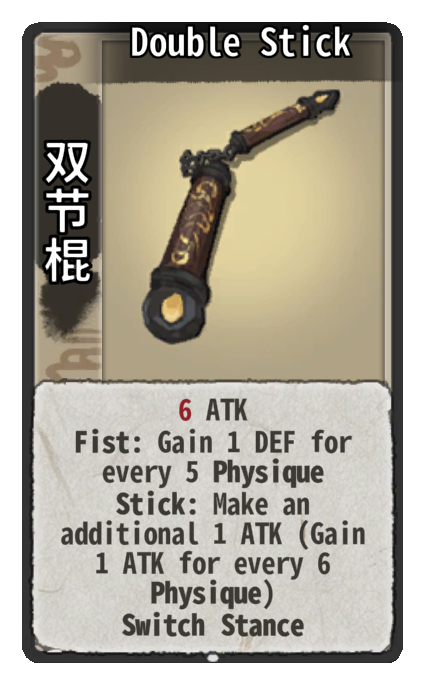 Double Stick
双节棍
6 ATK
Fist: Gain 1 DEF for
every 5 Physique
Stick: Make an
additional 1 ATK (Gain
1 ATK for every 6
Physique)
Switch Stance